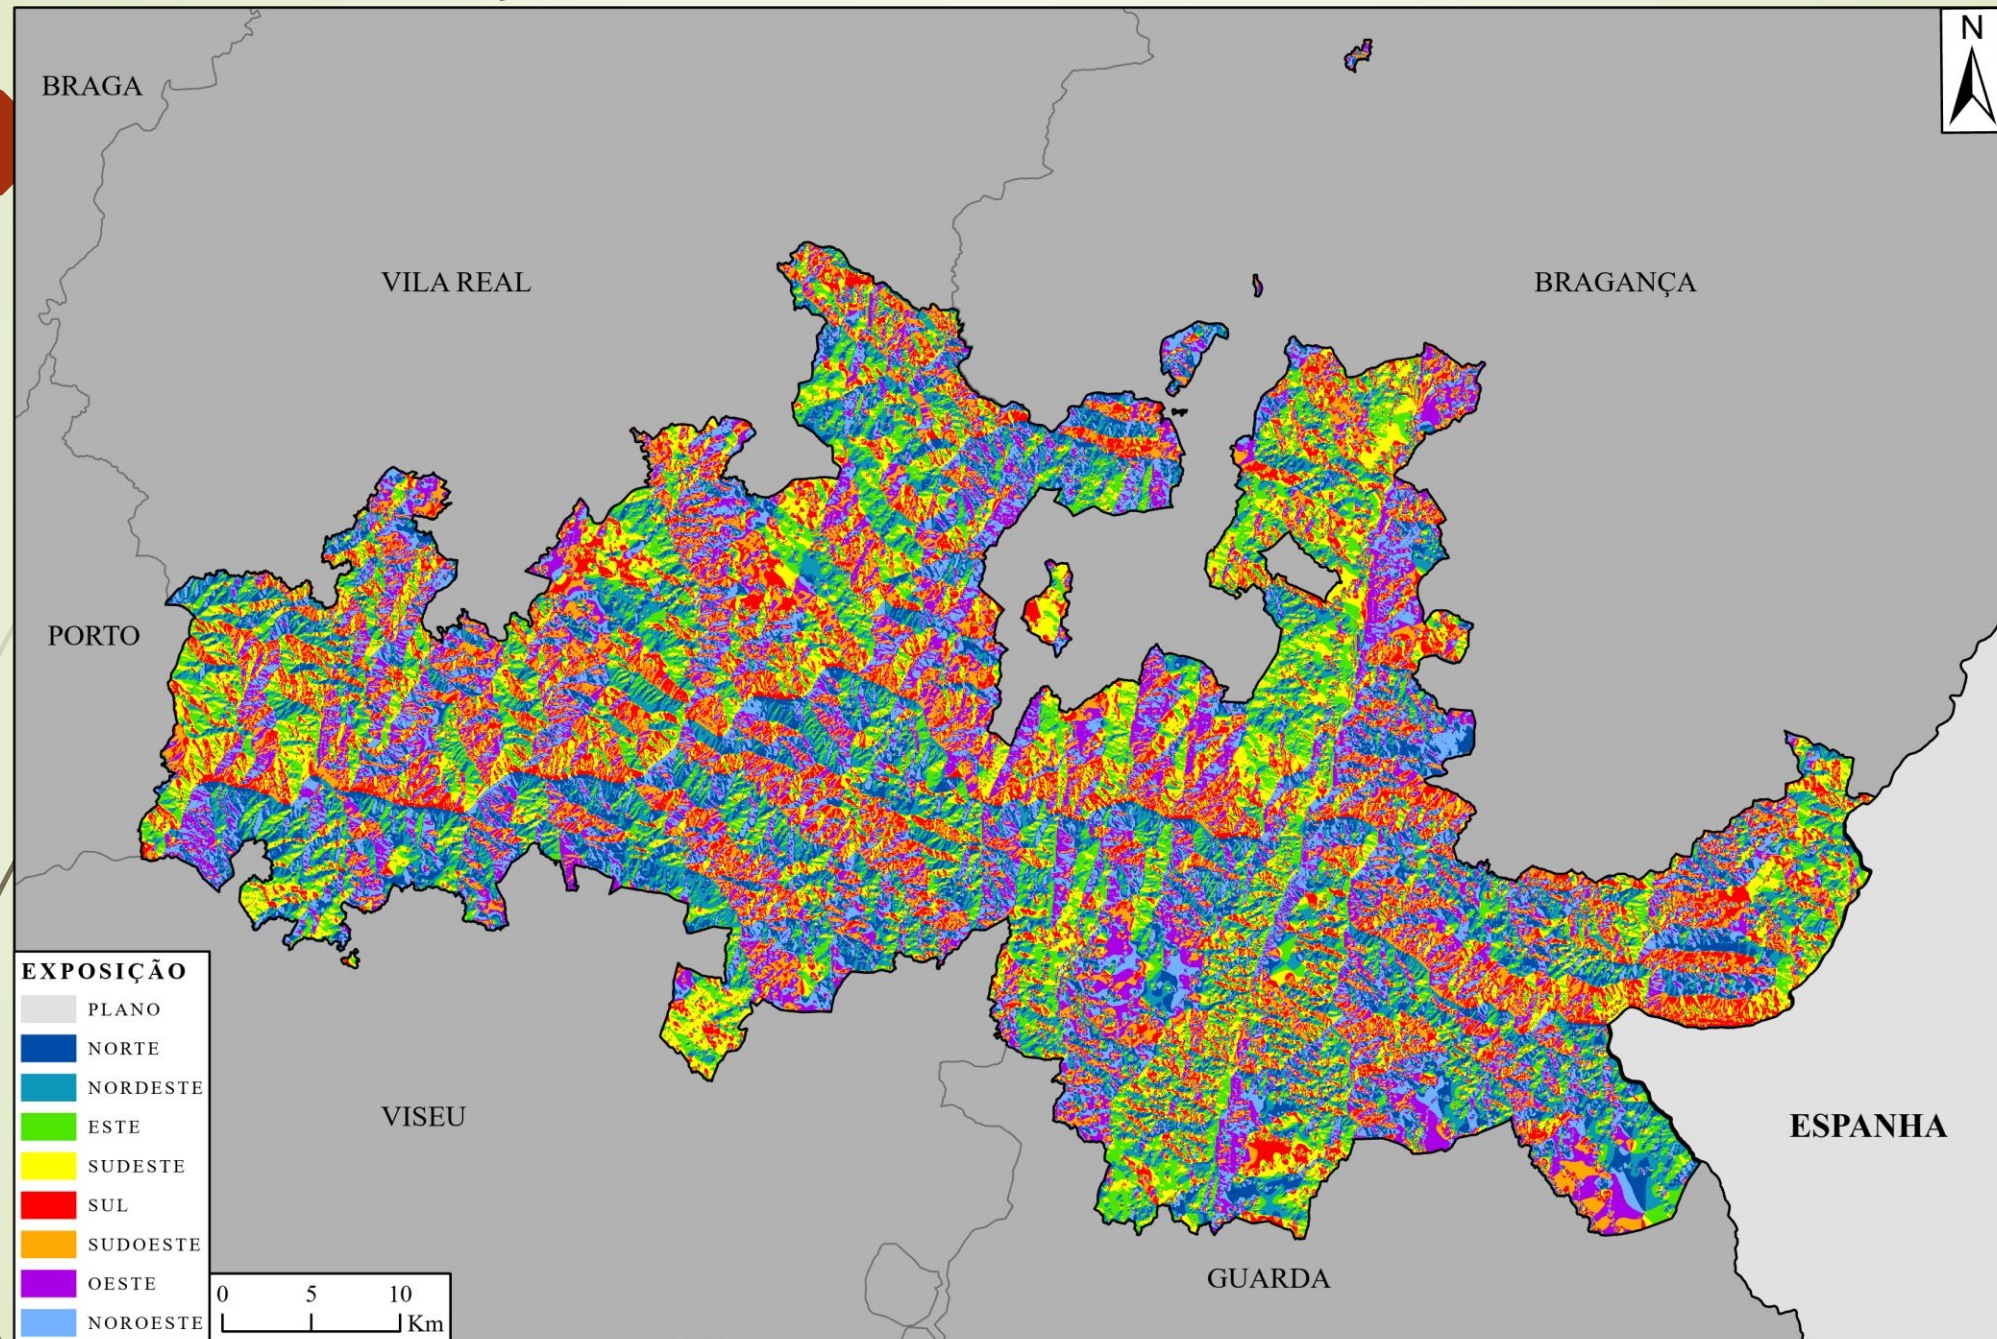 N
BRAGA
VILA REAL
BRAGANÇA
PORTO
VISEU
ESPANHA
GUARDA
EXPOSIÇÃO
PLANO
NORTE
NORDESTE
ESTE
SUDESTE
SUL
SUDOESTE
OESTE
NOROESTE
0 5 10
Km